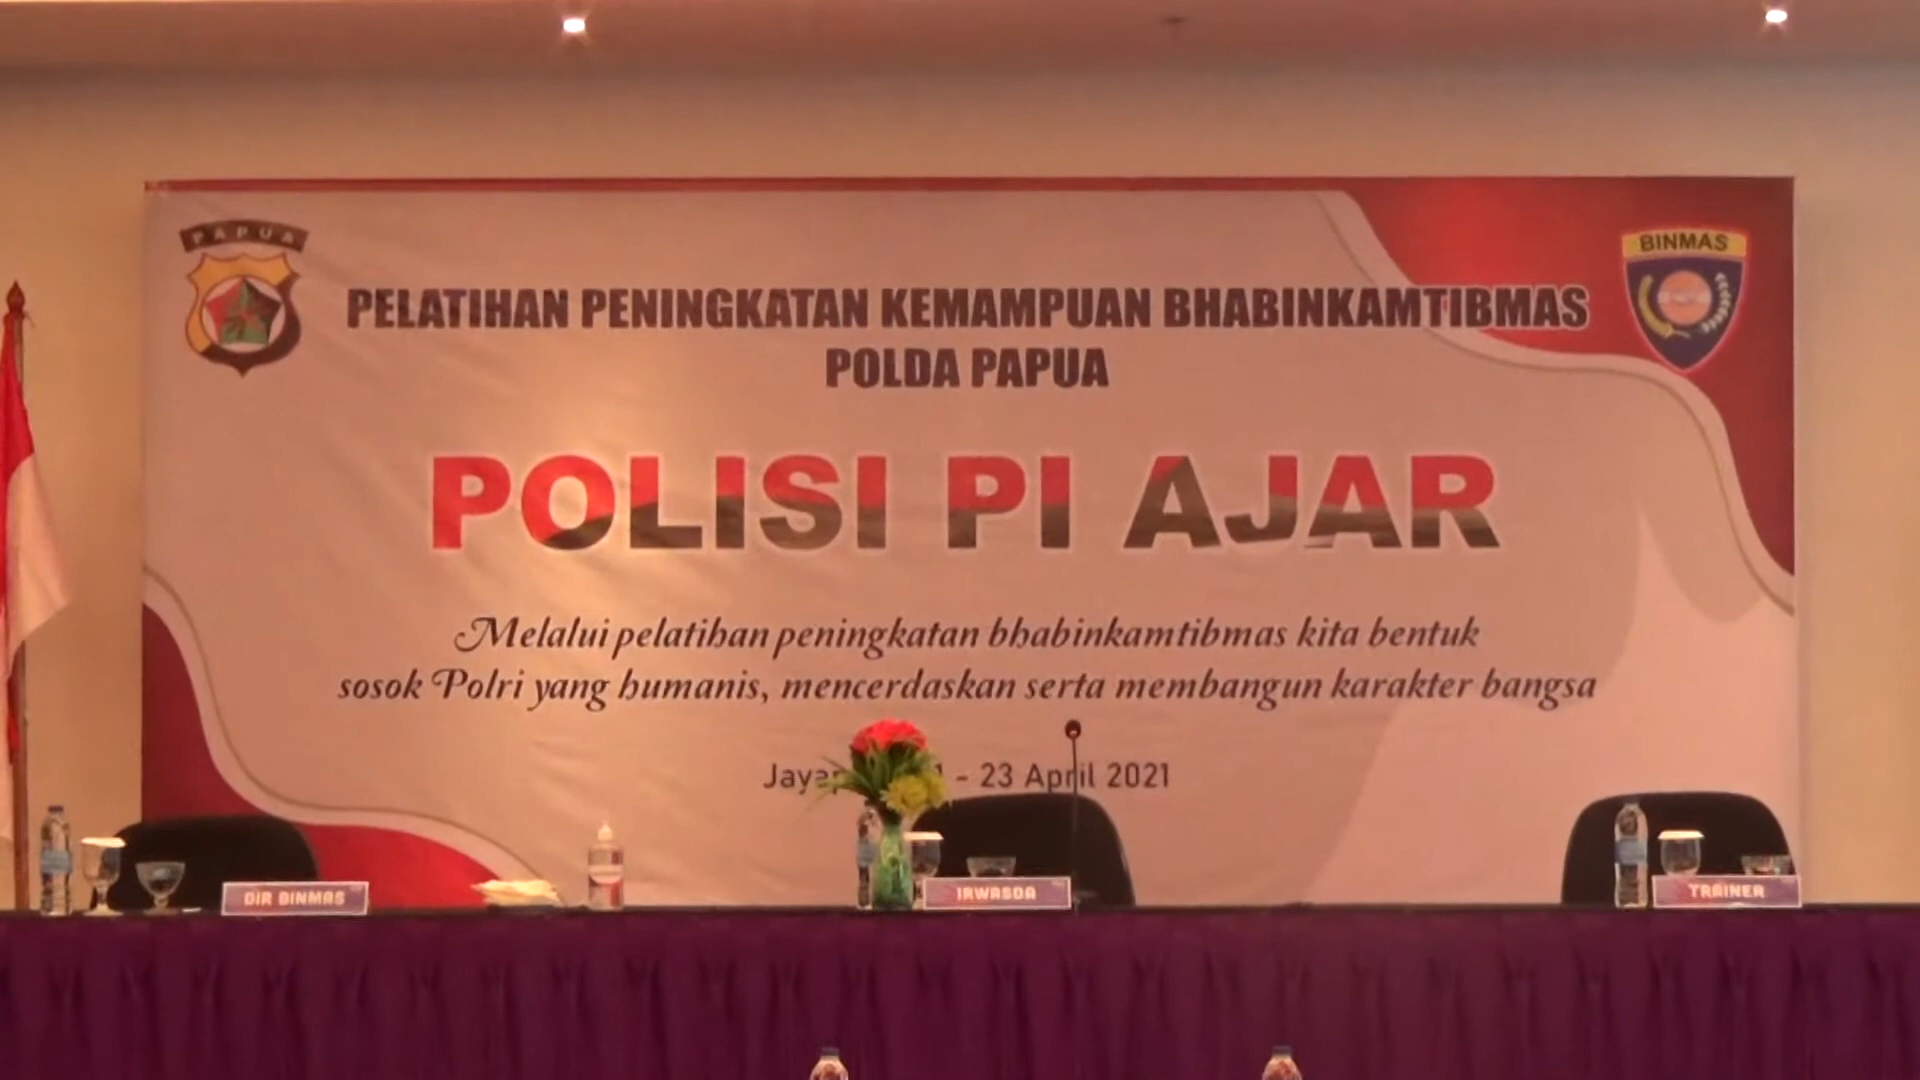 PAPUA
BINMAS
PELATIHAN PENINGKATAN KEMAMPUAN BHABINKAMTIBMAS
POLDA PAPUA
POLISI PI AJAR
Melalui pelatihan peningkatan bhabinkamtibmas kita bentuk
sosok Polri yang humanis, mencerdaskan serta membangun karakter bangsa
- 23 April 2021
DIR BINMAS
IRWASDA
TRAINER